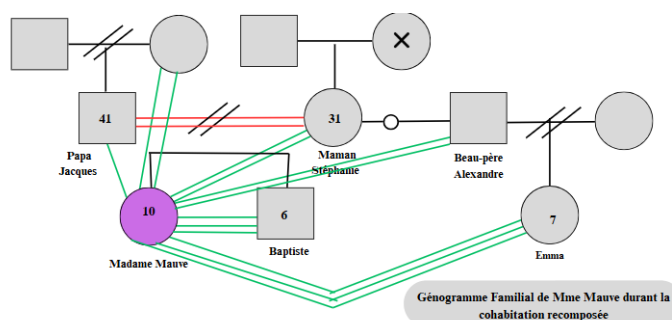 41
31
Papa
Jacques
Maman
Stéphanie
Beau-père
Alexandre
10
6
7
Madame Mauve
Baptiste
Emma
Génogramme Familial de Mme Mauve durant la
cohabitation recomposée